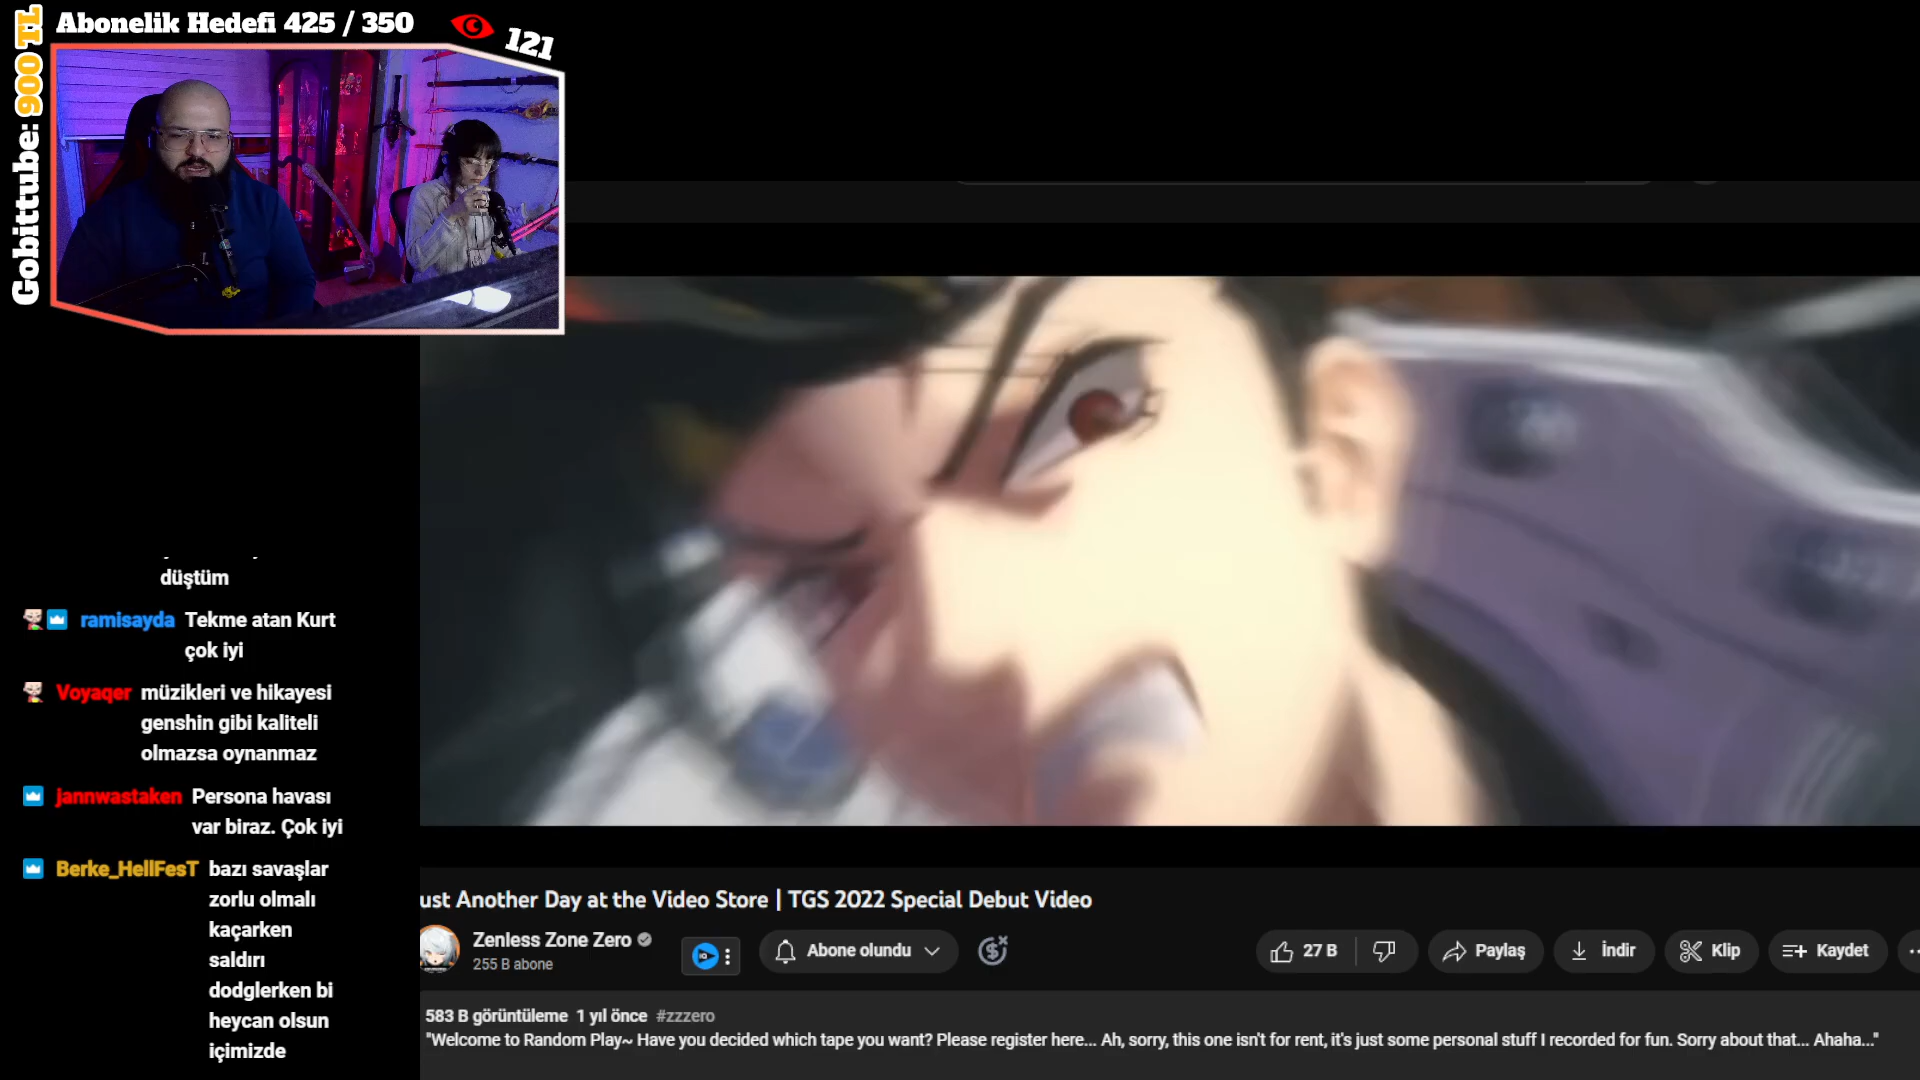 Abonelik Hedefi 425 / 350
121
Gobittube: 900 TL
düştüm
ramisayda Tekme atan Kurt
çok iyi
Voyaqer müzikleri ve hikayesi
genshin gibi kaliteli
olmazsa oynanmaz
jannwastaken Persona havası
var biraz. Çok iyi
Berke_HellFesT bazı savaşlar
zorlu olmalı
kaçarken
saldırı
dodglerken bi
heycan olsun
içimizde
ust Another Day at the Video Store | TGS 2022 Special Debut Video
Zenless Zone Zero
255 B abone
Abone olundu
27 B
Paylaş
İndir
Klip
Kaydet
583 B görüntüleme 1 yıl önce #zzzero
"Welcome to Random Play~ Have you decided which tape you want? Please register here... Ah, sorry, this one isn't for rent, it's just some personal stuff I recorded for fun. Sorry about that... Ahaha..."